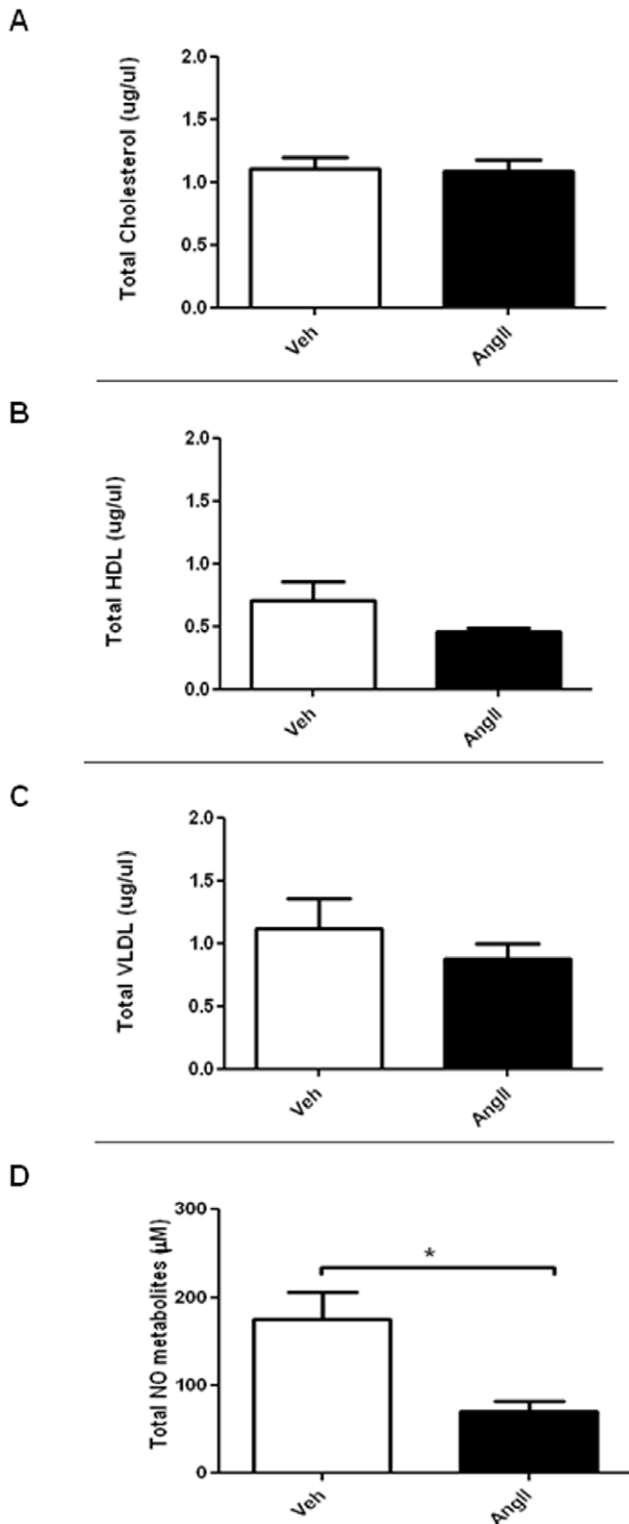 A
Total Cholesterol (ug/ul)
2.0
1.5
1.0
0.5
0.0
Veh
AngII
B
Total HDL (ug/ul)
2.0
1.5
1.0
0.5
0.0
Veh
AngII
C
Total VLDL (ug/ul)
2.0
1.5
1.0
0.5
0.0
Veh
AngII
D
Total NO metabolites (μM)
300
200
100
0
*
Veh
AngII